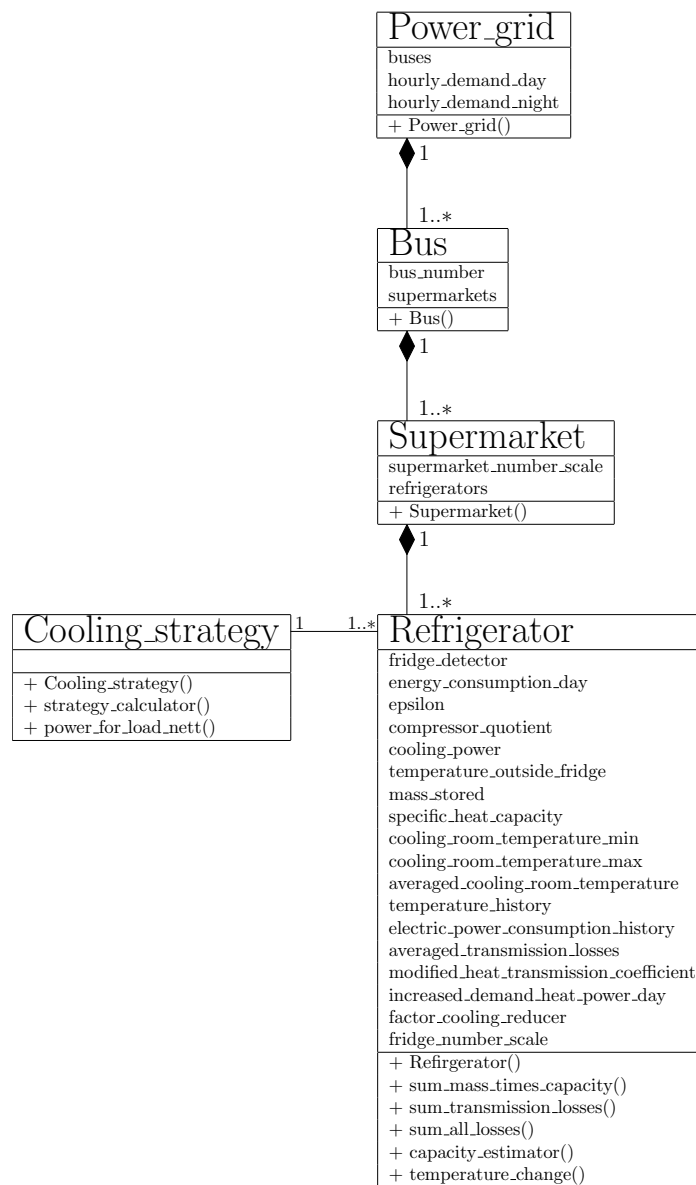 Power_grid
buses
hourly_demand_day
hourly_demand_night
+ Power_grid()
1
1..*
Bus
bus_number
supermarkets
+ Bus()
1
1..*
Supermarket
supermarket_number_scale
refrigerators
+ Supermarket()
1
1..*
Cooling_strategy
+ Cooling_strategy()
+ strategy_calculator()
+ power_for_load_nett()
1
1..*
Refrigerator
fridge_detector
energy_consumption_day
epsilon
compressor_quotient
cooling_power
temperature_outside_fridge
mass_stored
specific_heat_capacity
cooling_room_temperature_min
cooling_room_temperature_max
averaged_cooling_room_temperature
temperature_history
electric_power_consumption_history
averaged_transmission_losses
modified_heat_transmission_coefficient
increased_demand_heat_power_day
factor_cooling_reducer
fridge_number_scale
+ Refirgerator()
+ sum_mass_times_capacity()
+ sum_transmission_losses()
+ sum_all_losses()
+ capacity_estimator()
+ temperature_change()